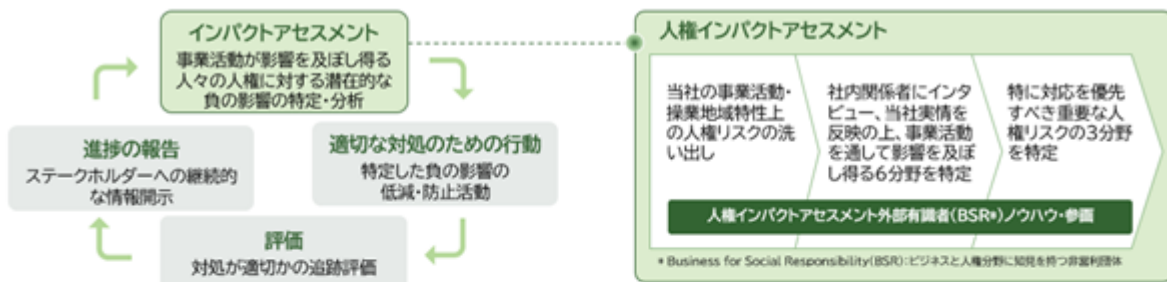 インパクトアセスメント
事業活動が影響を及ぼし得る
人々の人権に対する潜在的な
負の影響の特定・分析
適切な対処のための行動
特定した負の影響の
低減・防止活動
評価
対処が適切かの追跡評価
進捗の報告
ステークホルダーへの継続的
な情報開示
人権インパクトアセスメント
当社の事業活動・
操業地域特性上
の人権リスクの洗
い出し
社内関係者にインタ
ビュー、当社実情を
反映の上、事業活動
を通して影響を及ぼ
し得る6分野を特定
特に対応を優先
すべき重要な人
権リスクの3分野
を特定
人権インパクトアセスメント外部有識者(BSR*)ノウハウ・参画
* Business for Social Responsibility(BSR):ビジネスと人権分野に知見を持つ非営利団体